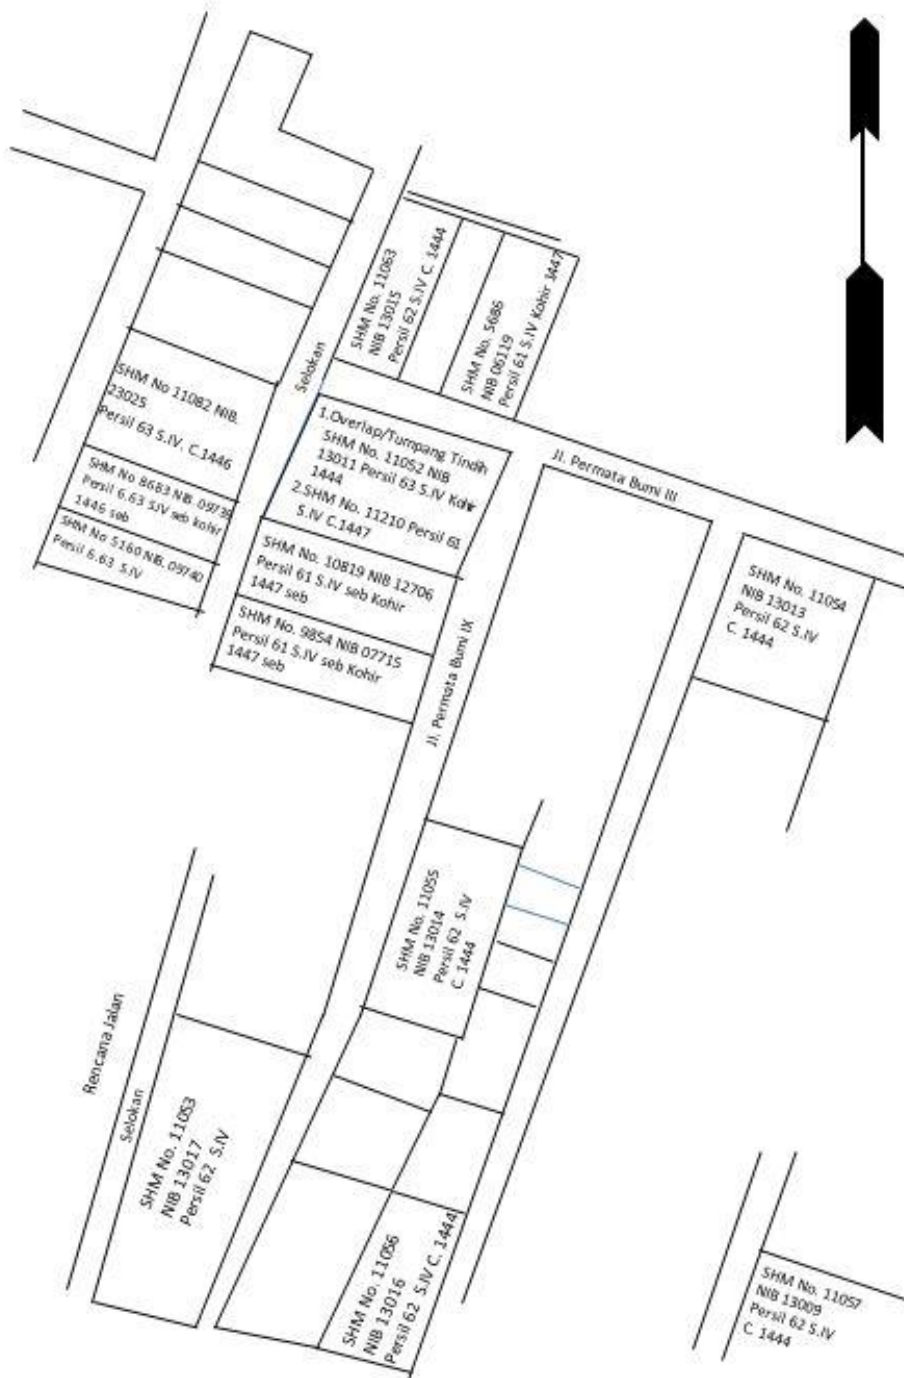 SHM No. 11063
NIB 13015
Persil 62 S.IV C. 1444
SHM No. 5686
NIB 06119
Persil 61 S.IV Kohir 1447
Selokan
SHM No 11082 NIB.
23025
Persil 63 S.IV, C.1446
SHM No 8683 NIB .09739
Persil 6.63 S.IV seb kohir
1446 seb
SHM No 5160 NIB. 09740
Persil 6.63 S.IV
1.Overlap/Tumpang Tindih
SHM No. 11052 NIB
13011 Persil 63 S.IV Kohir
1444
2.SHM No. 11210 Persil 61
S.IV C.1447
Jl. Permata Bumi III
SHM No. 10819 NIB 12706
Persil 61 S.IV seb Kohir
1447 seb
SHM No. 9854 NIB 07715
Persil 61 S.IV seb Kohir
1447 seb
Jl. Permata Bumi IX
SHM No. 11054
NIB 13013
Persil 62 S.IV
C. 1444
SHM No. 11055
NIB 13014
Persil 62 S.IV
C. 1444
Rencana Jalan
Selokan
SHM No. 11053
NIB 13017
Persil 62 S.IV
SHM No. 11056
NIB 13016
Persil 62 S.IV C. 1444
SHM No. 11057
NIB 13009
Persil 62 S.IV
C. 1444